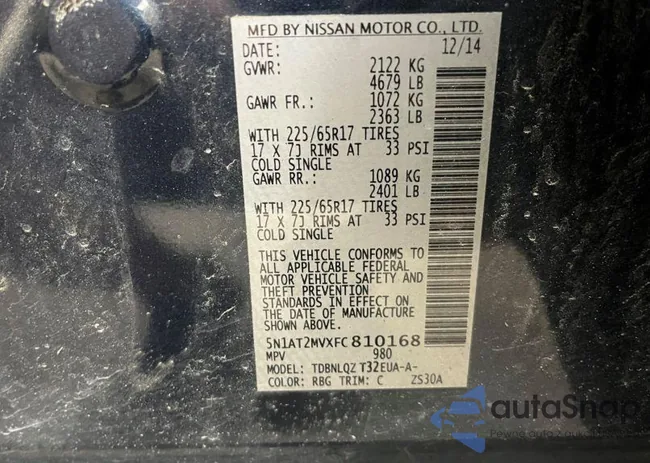 MFD BY NISSAN MOTOR CO., LTD.
DATE: 12/14
GVWR: 2122 KG
4679 LB
GAWR FR.: 1072 KG
2363 LB
WITH 225/65R17 TIRES
17 X 7J RIMS AT 33 PSI
COLD SINGLE
GAWR RR.: 1089 KG
2401 LB
WITH 225/65R17 TIRES
17 X 7J RIMS AT 33 PSI
COLD SINGLE
THIS VEHICLE CONFORMS TO
ALL APPLICABLE FEDERAL
MOTOR VEHICLE SAFETY AND
THEFT PREVENTION
STANDARDS IN EFFECT ON
THE DATE OF MANUFACTURE
SHOWN ABOVE.
5N1AT2MVXFC810168
MPV 980
MODEL: TDBNLQZ T32EUA-A-
COLOR: RBG TRIM: C ZS30A
autaSnap